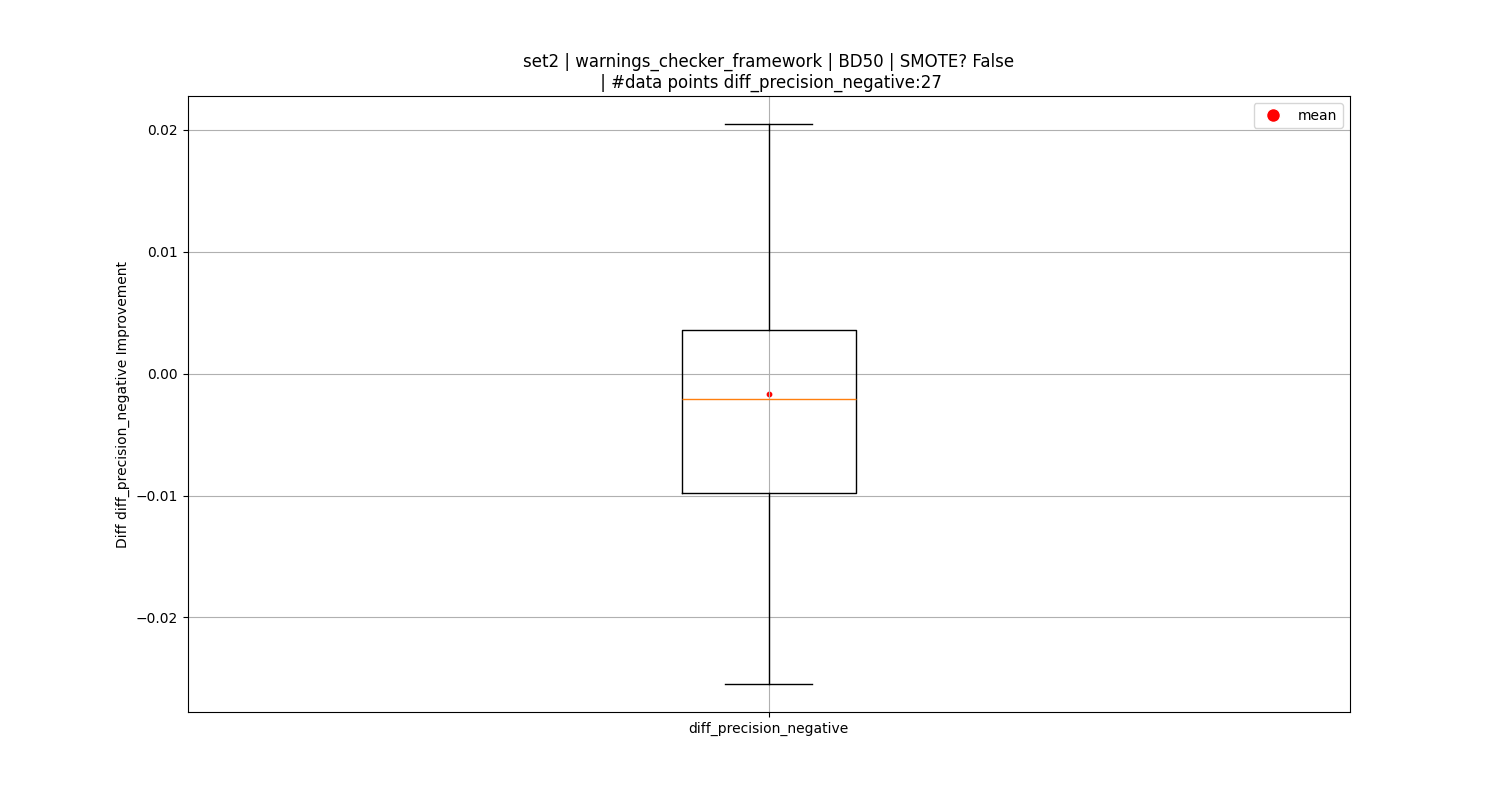 set2 | warnings_checker_framework | BD50 | SMOTE? False
| #data points diff_precision_negative:27
mean
0.02
0.01
0.00
−0.01
−0.02
Diff diff_precision_negative Improvement
diff_precision_negative